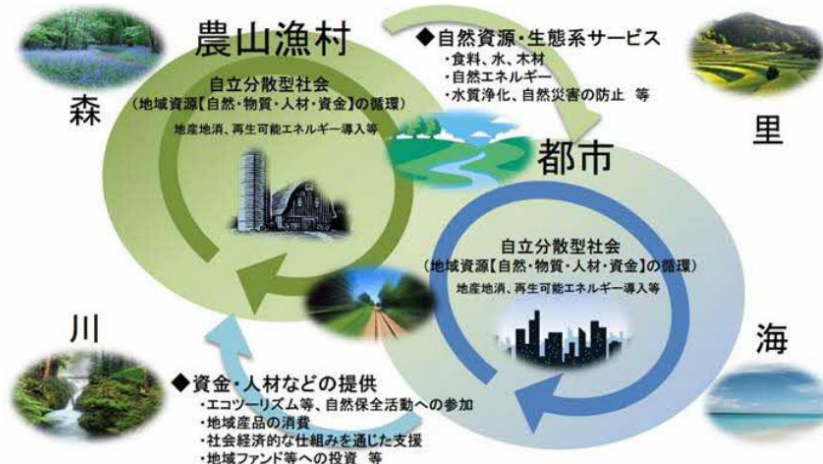 農山漁村
◆自然資源・生態系サービス
・食料、水、木材
・自然エネルギー
・水質浄化、自然災害の防止 等
森
里
自立分散型社会
(地域資源【自然・物質・人材・資金】の循環)
地産地消、再生可能エネルギー導入等
都市
自立分散型社会
(地域資源【自然・物質・人材・資金】の循環)
地産地消、再生可能エネルギー導入等
川
海
◆資金・人材などの提供
・エコツーリズム等、自然保全活動への参加
・地域産品の消費
・社会経済的な仕組みを通じた支援
・地域ファンド等への投資 等